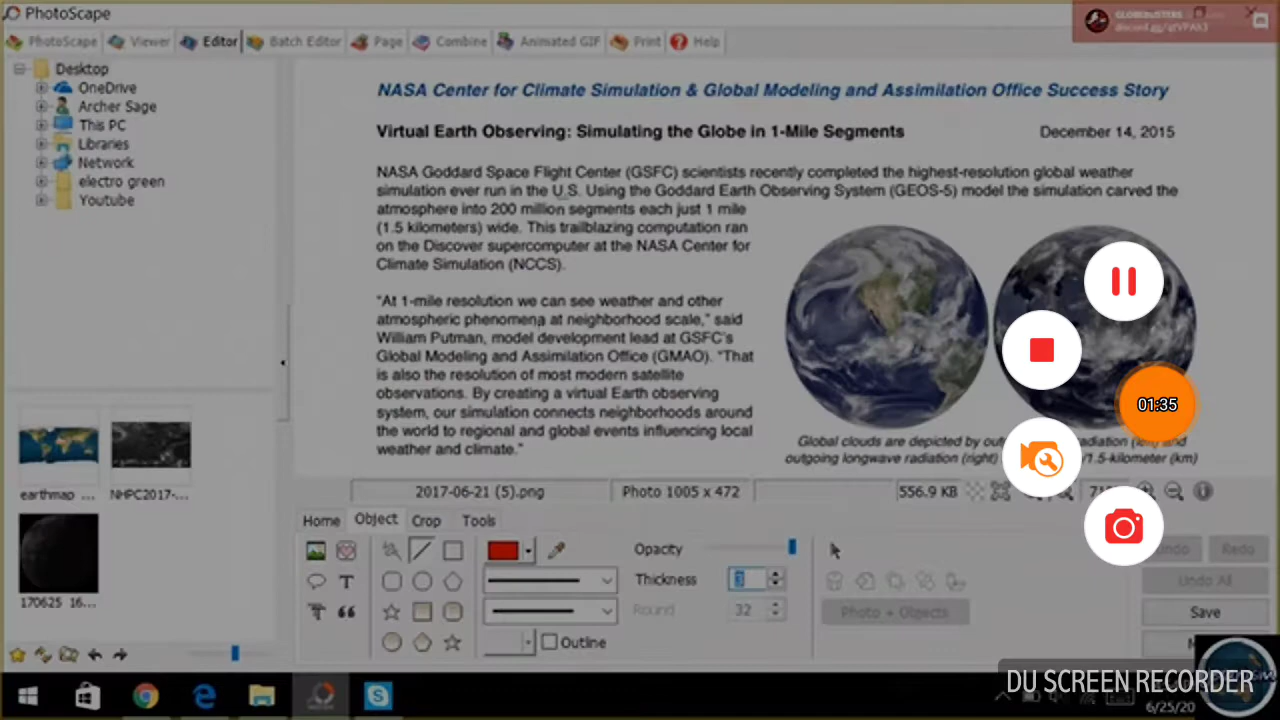 PhotoScape
GLOBEBUSTERS
PhotoScape
Viewer
Editor
Batch Editor
Page
Combine
Animated GIF
Print
Help
Desktop
OneDrive
Archer Sage
This PC
Libraries
Network
electro green
Youtube
NASA Center for Climate Simulation & Global Modeling and Assimilation Office Success Story
Virtual Earth Observing: Simulating the Globe in 1-Mile Segments
December 14, 2015
NASA Goddard Space Flight Center (GSFC) scientists recently completed the highest-resolution global weather
simulation ever run in the U.S. Using the Goddard Earth Observing System (GEOS-5) model the simulation carved the
atmosphere into 200 million segments each just 1 mile
(1.5 kilometers) wide. This trailblazing computation ran
on the Discover supercomputer at the NASA Center for
Climate Simulation (NCCS).
"At 1-mile resolution we can see weather and other
atmospheric phenomena at neighborhood scale," said
William Putman, model development lead at GSFC's
Global Modeling and Assimilation Office (GMAO). "That
is also the resolution of most modern satellite
observations. By creating a virtual Earth observing
system, our simulation connects neighborhoods around
the world to regional and global events influencing local
weather and climate."
Global clouds are depicted by
outgoing longwave radiation (right)
/1.5-kilometer (km)
01:35
earthmap ...
NHPC2017-...
170625 16...
2017-06-21 (5).png
Photo 1005 x 472
556.9 KB
Home
Object
Crop
Tools
Opacity
Thickness
3
Round
32
Outline
Photo + Objects
Redo
Undo All
Save
DU SCREEN RECORDER
6/25/20